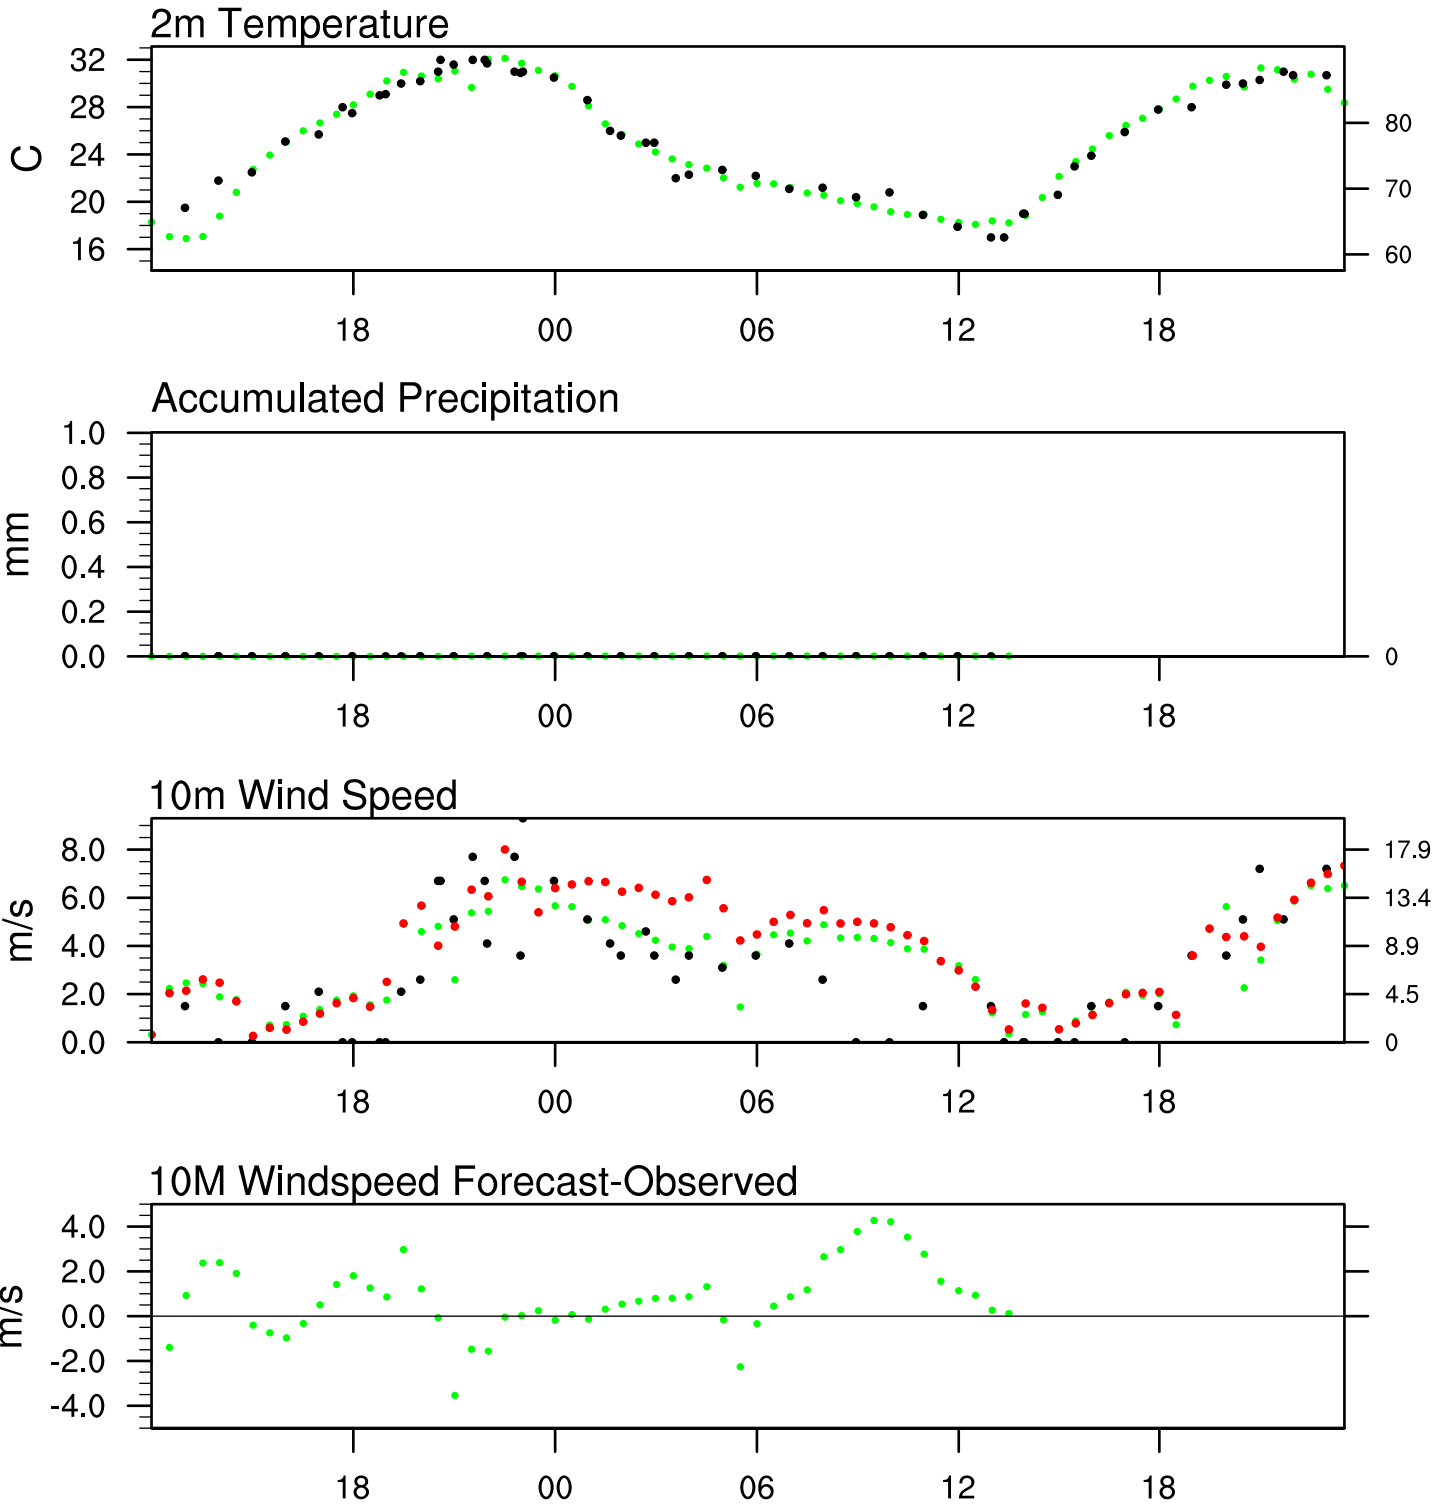 2m Temperature
32
28
24
20
16
C
80
70
60
18 00 06 12 18
Accumulated Precipitation
1.0
0.8
0.6
0.4
0.2
0.0
mm
0
18 00 06 12 18
10m Wind Speed
8.0
6.0
4.0
2.0
0.0
m/s
17.9
13.4
8.9
4.5
0
18 00 06 12 18
10M Windspeed Forecast-Observed
4.0
2.0
0.0
-2.0
-4.0
m/s
18 00 06 12 18